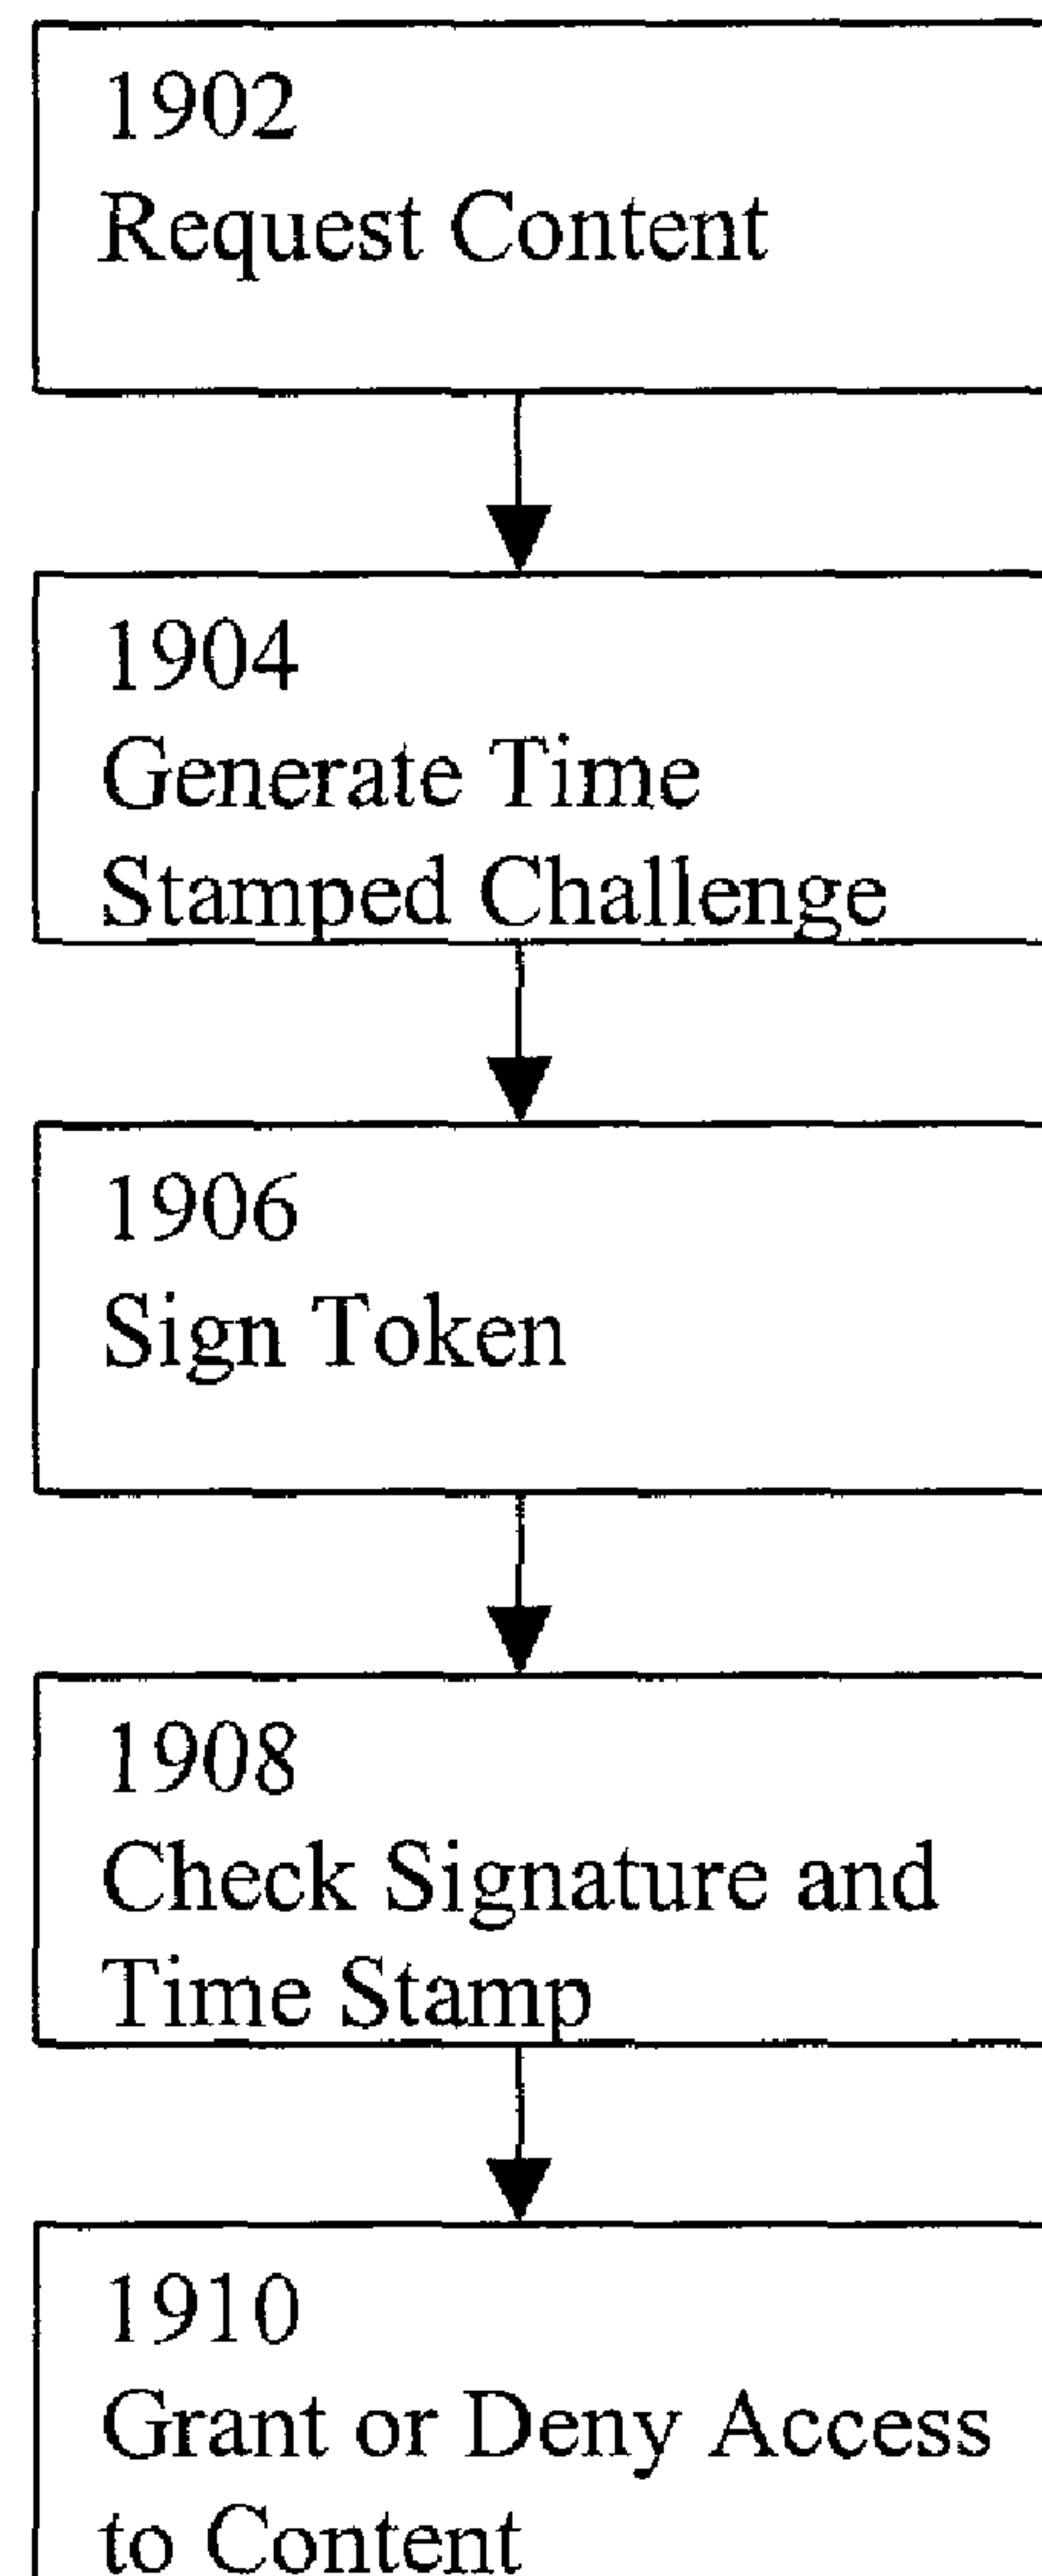 1902
Request Content
1904
Generate Time
Stamped Challenge
1906
Sign Token
1908
Check Signature and
Time Stamp
1910
Grant or Deny Access
to Content